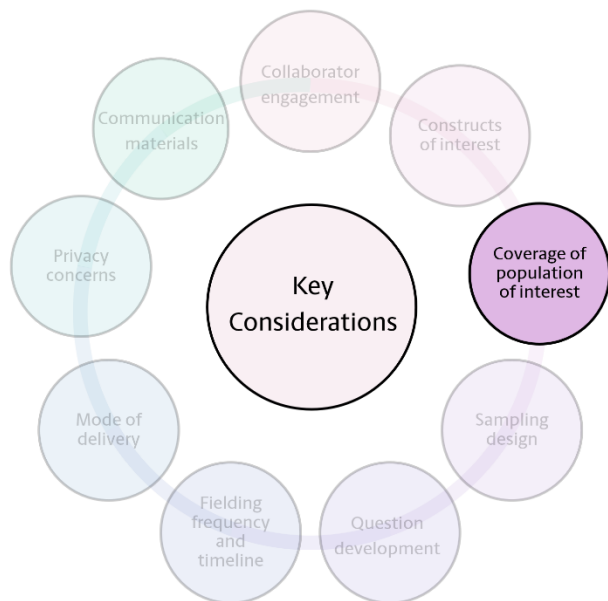 Collaborator
engagement
Constructs
of interest
Coverage of
population
of interest
Sampling
design
Question
development
Fielding
frequency
and
timeline
Mode of
delivery
Privacy
concerns
Communication
materials
Key
Considerations